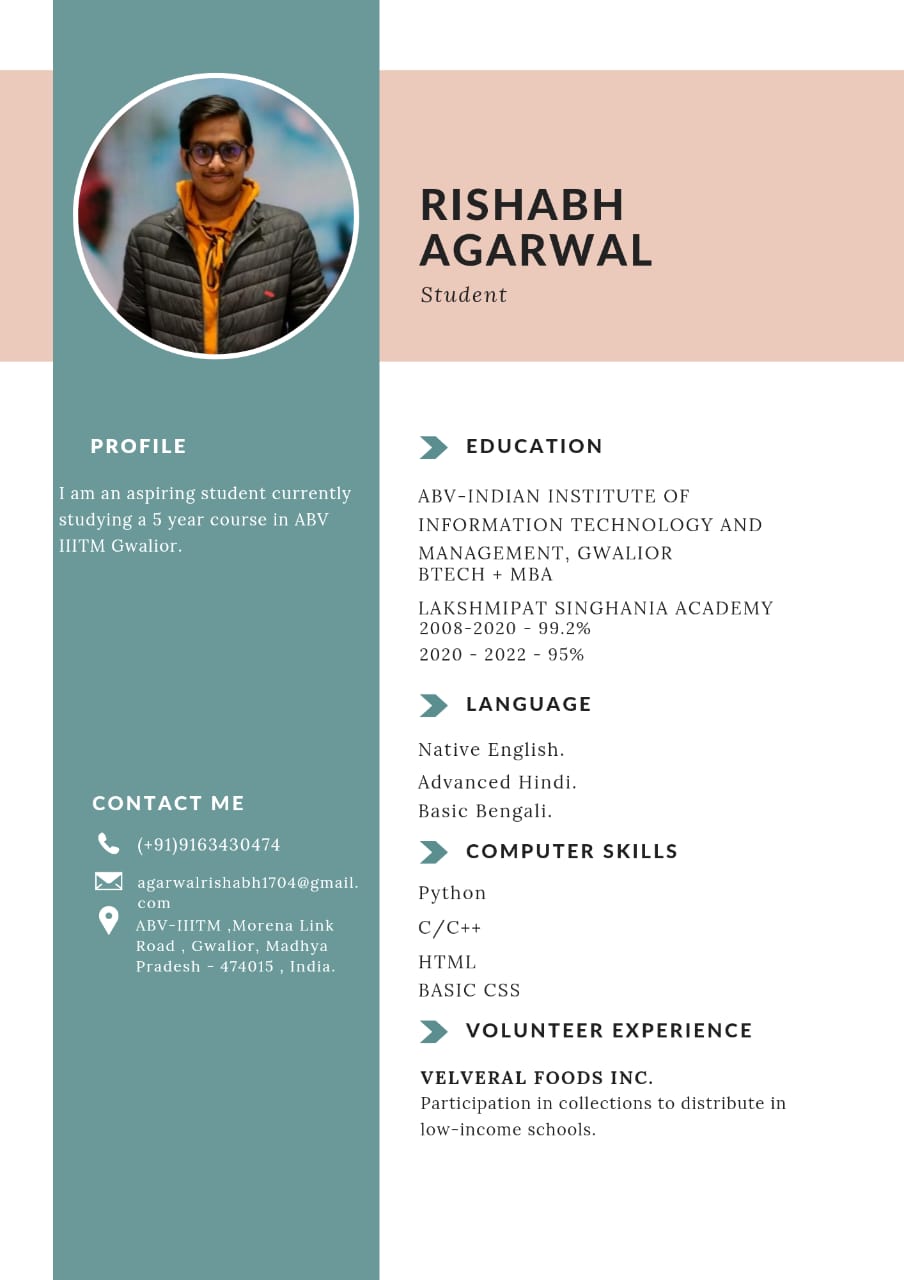 RISHABH
AGARWAL
Student
PROFILE
I am an aspiring student currently
studying a 5 year course in ABV
IIITM Gwalior.
CONTACT ME
(+91)9163430474
agarwalrishabh1704@gmail.
com
ABV-IIITM ,Morena Link
Road , Gwalior, Madhya
Pradesh - 474015 , India.
EDUCATION
ABV-INDIAN INSTITUTE OF
INFORMATION TECHNOLOGY AND
MANAGEMENT, GWALIOR
BTECH + MBA
LAKSHMIPAT SINGHANIA ACADEMY
2008-2020 - 99.2%
2020 - 2022 - 95%
LANGUAGE
Native English.
Advanced Hindi.
Basic Bengali.
COMPUTER SKILLS
Python
C/C++
HTML
BASIC CSS
VOLUNTEER EXPERIENCE
VELVERAL FOODS INC.
Participation in collections to distribute in
low-income schools.